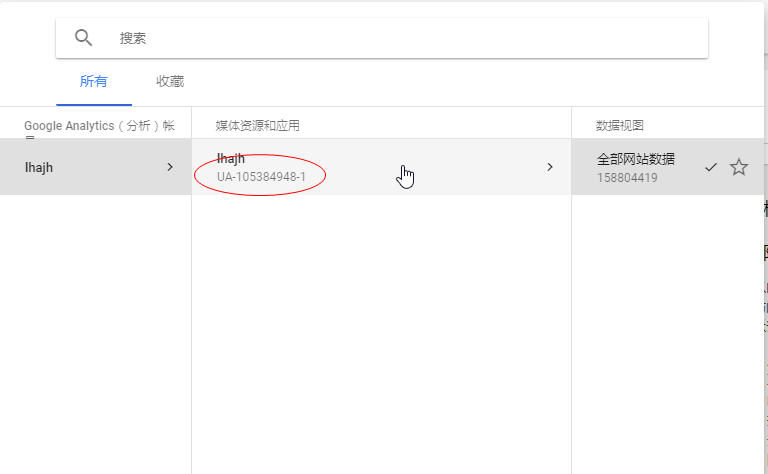 搜索
所有
收藏
Google Analytics（分析）帐
媒体资源和应用
数据视图
lhajh
lhajh
UA-105384948-1
全部网站数据
158804419